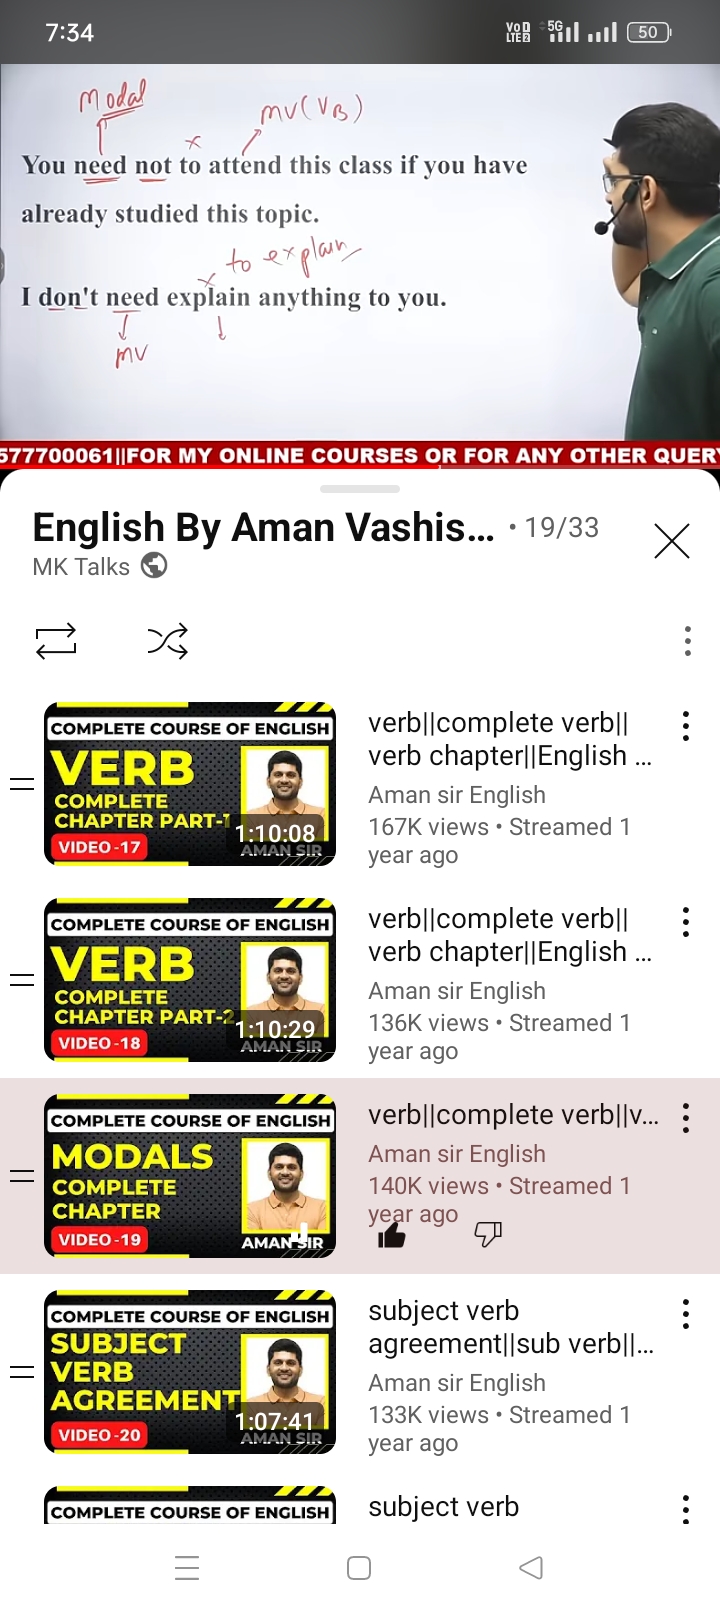 7:34
VoD LTE2 5G 50
Modal
MV(VB)
x
You need not to attend this class if you have
already studied this topic.
to explain
x
I don't need explain anything to you.
MV
577700061||FOR MY ONLINE COURSES OR FOR ANY OTHER QUERY
English By Aman Vashis... • 19/33
MK Talks
COMPLETE COURSE OF ENGLISH
VERB
COMPLETE
CHAPTER PART-1
VIDEO -17
1:10:08
AMAN SIR
verb||complete verb||
verb chapter||English ...
Aman sir English
167K views • Streamed 1
year ago
COMPLETE COURSE OF ENGLISH
VERB
COMPLETE
CHAPTER PART-2
VIDEO -18
1:10:29
AMAN SIR
verb||complete verb||
verb chapter||English ...
Aman sir English
136K views • Streamed 1
year ago
COMPLETE COURSE OF ENGLISH
MODALS
COMPLETE
CHAPTER
VIDEO -19
AMAN SIR
verb||complete verb||v...
Aman sir English
140K views • Streamed 1
year ago
COMPLETE COURSE OF ENGLISH
SUBJECT
VERB
AGREEMENT
VIDEO -20
1:07:41
AMAN SIR
subject verb
agreement||sub verb||...
Aman sir English
133K views • Streamed 1
year ago
COMPLETE COURSE OF ENGLISH
subject verb